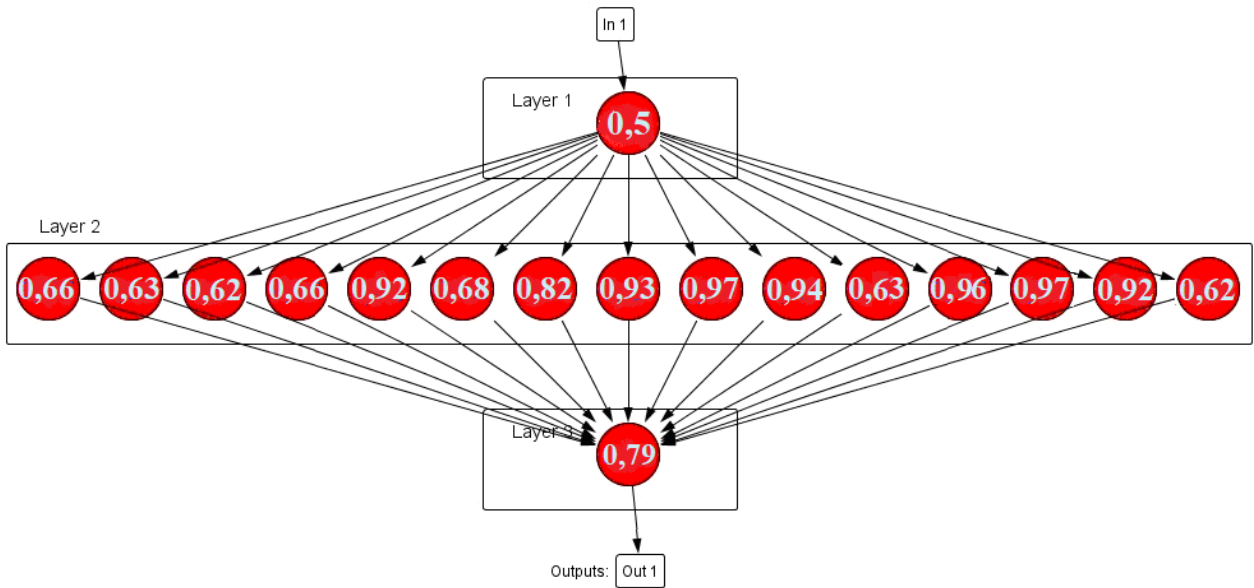 In 1
Layer 1
0,5
Layer 2
0,66 0,63 0,62 0,66 0,92 0,68 0,82 0,93 0,97 0,94 0,63 0,96 0,97 0,92 0,62
Layer 3
0,79
Outputs: Out 1